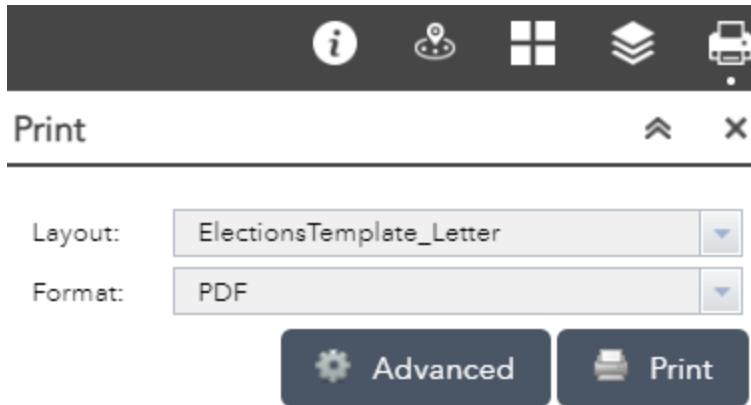 Print
Layout: ElectionsTemplate_Letter
Format: PDF
Advanced Print